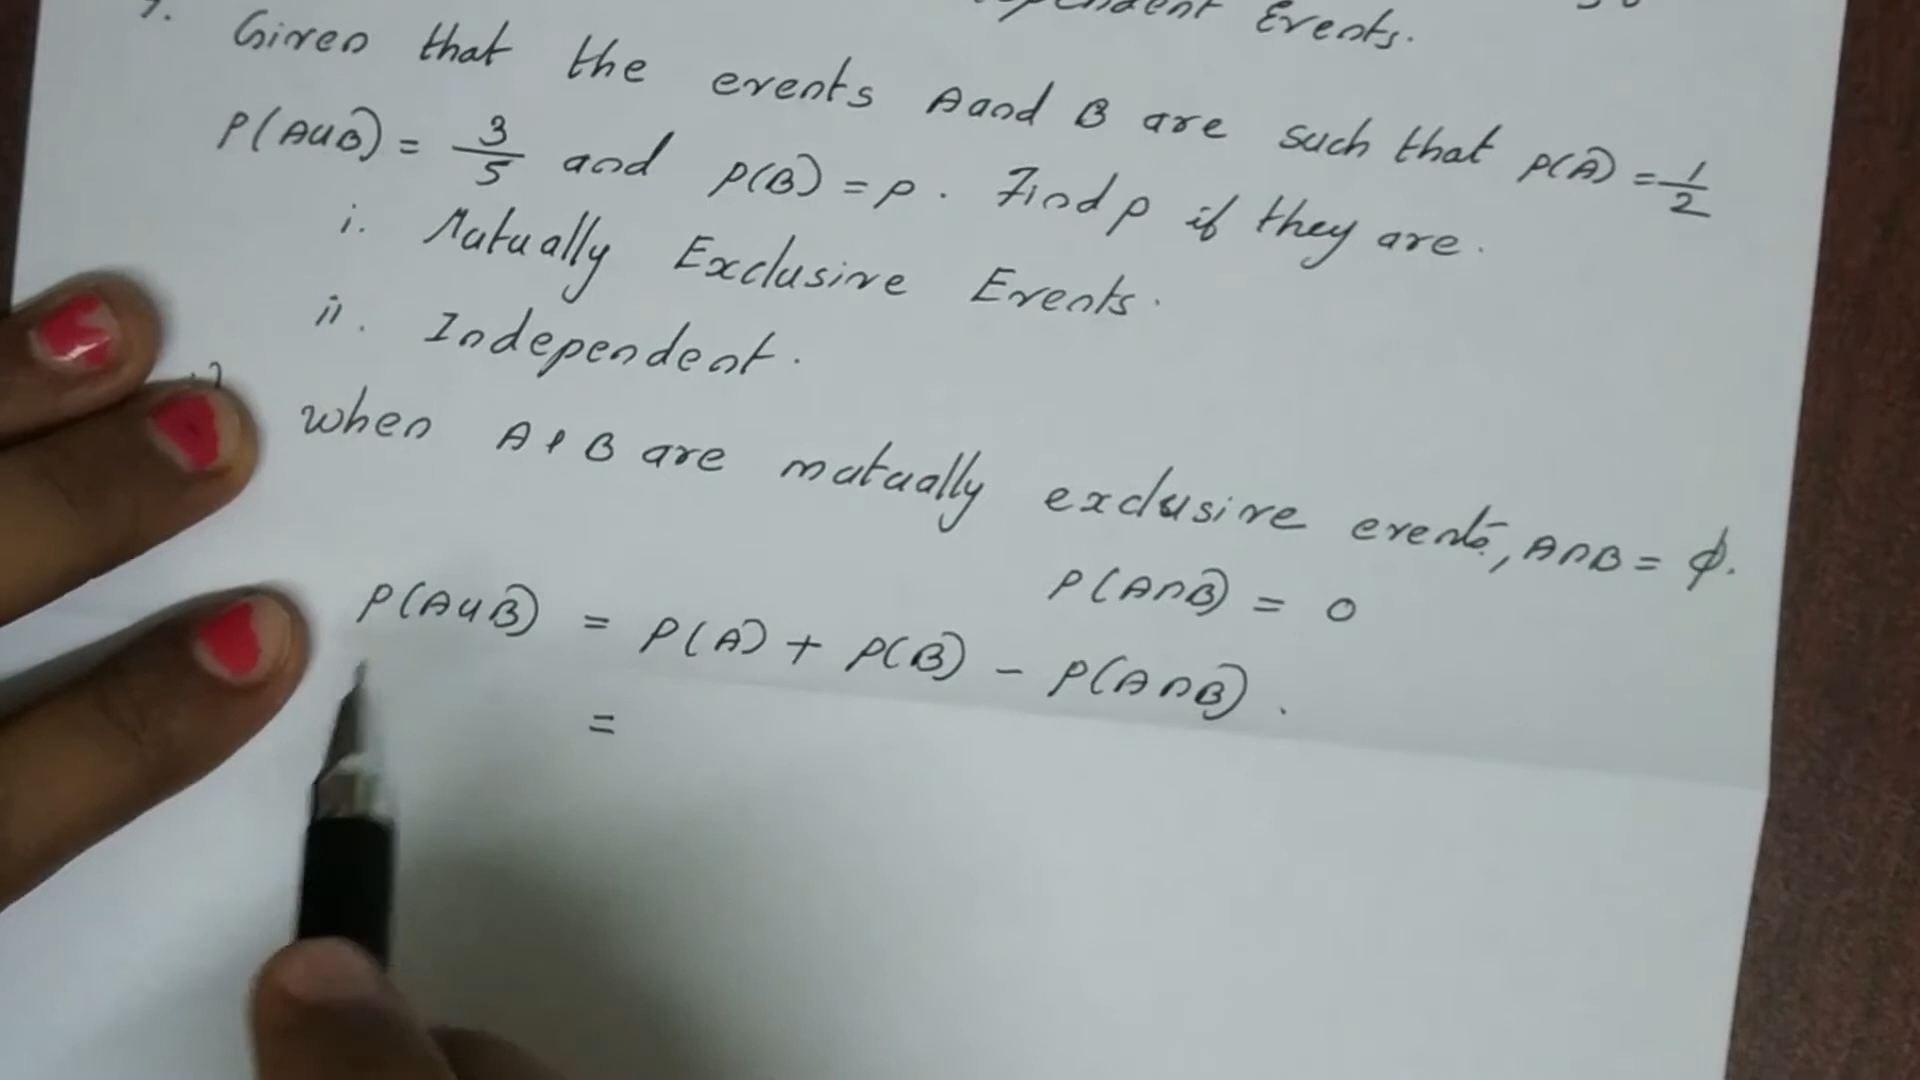 Events.
7. Given that the events A and B are such that P(A) = 1/2
P(A∪B) = 3/5 and P(B) = p. Find p if they are.
i. Mutually Exclusive Events.
ii. Independent.
when A & B are mutually exclusive events, A∩B = ϕ.
P(A∩B) = 0
P(A∪B) = P(A) + P(B) - P(A∩B).
=